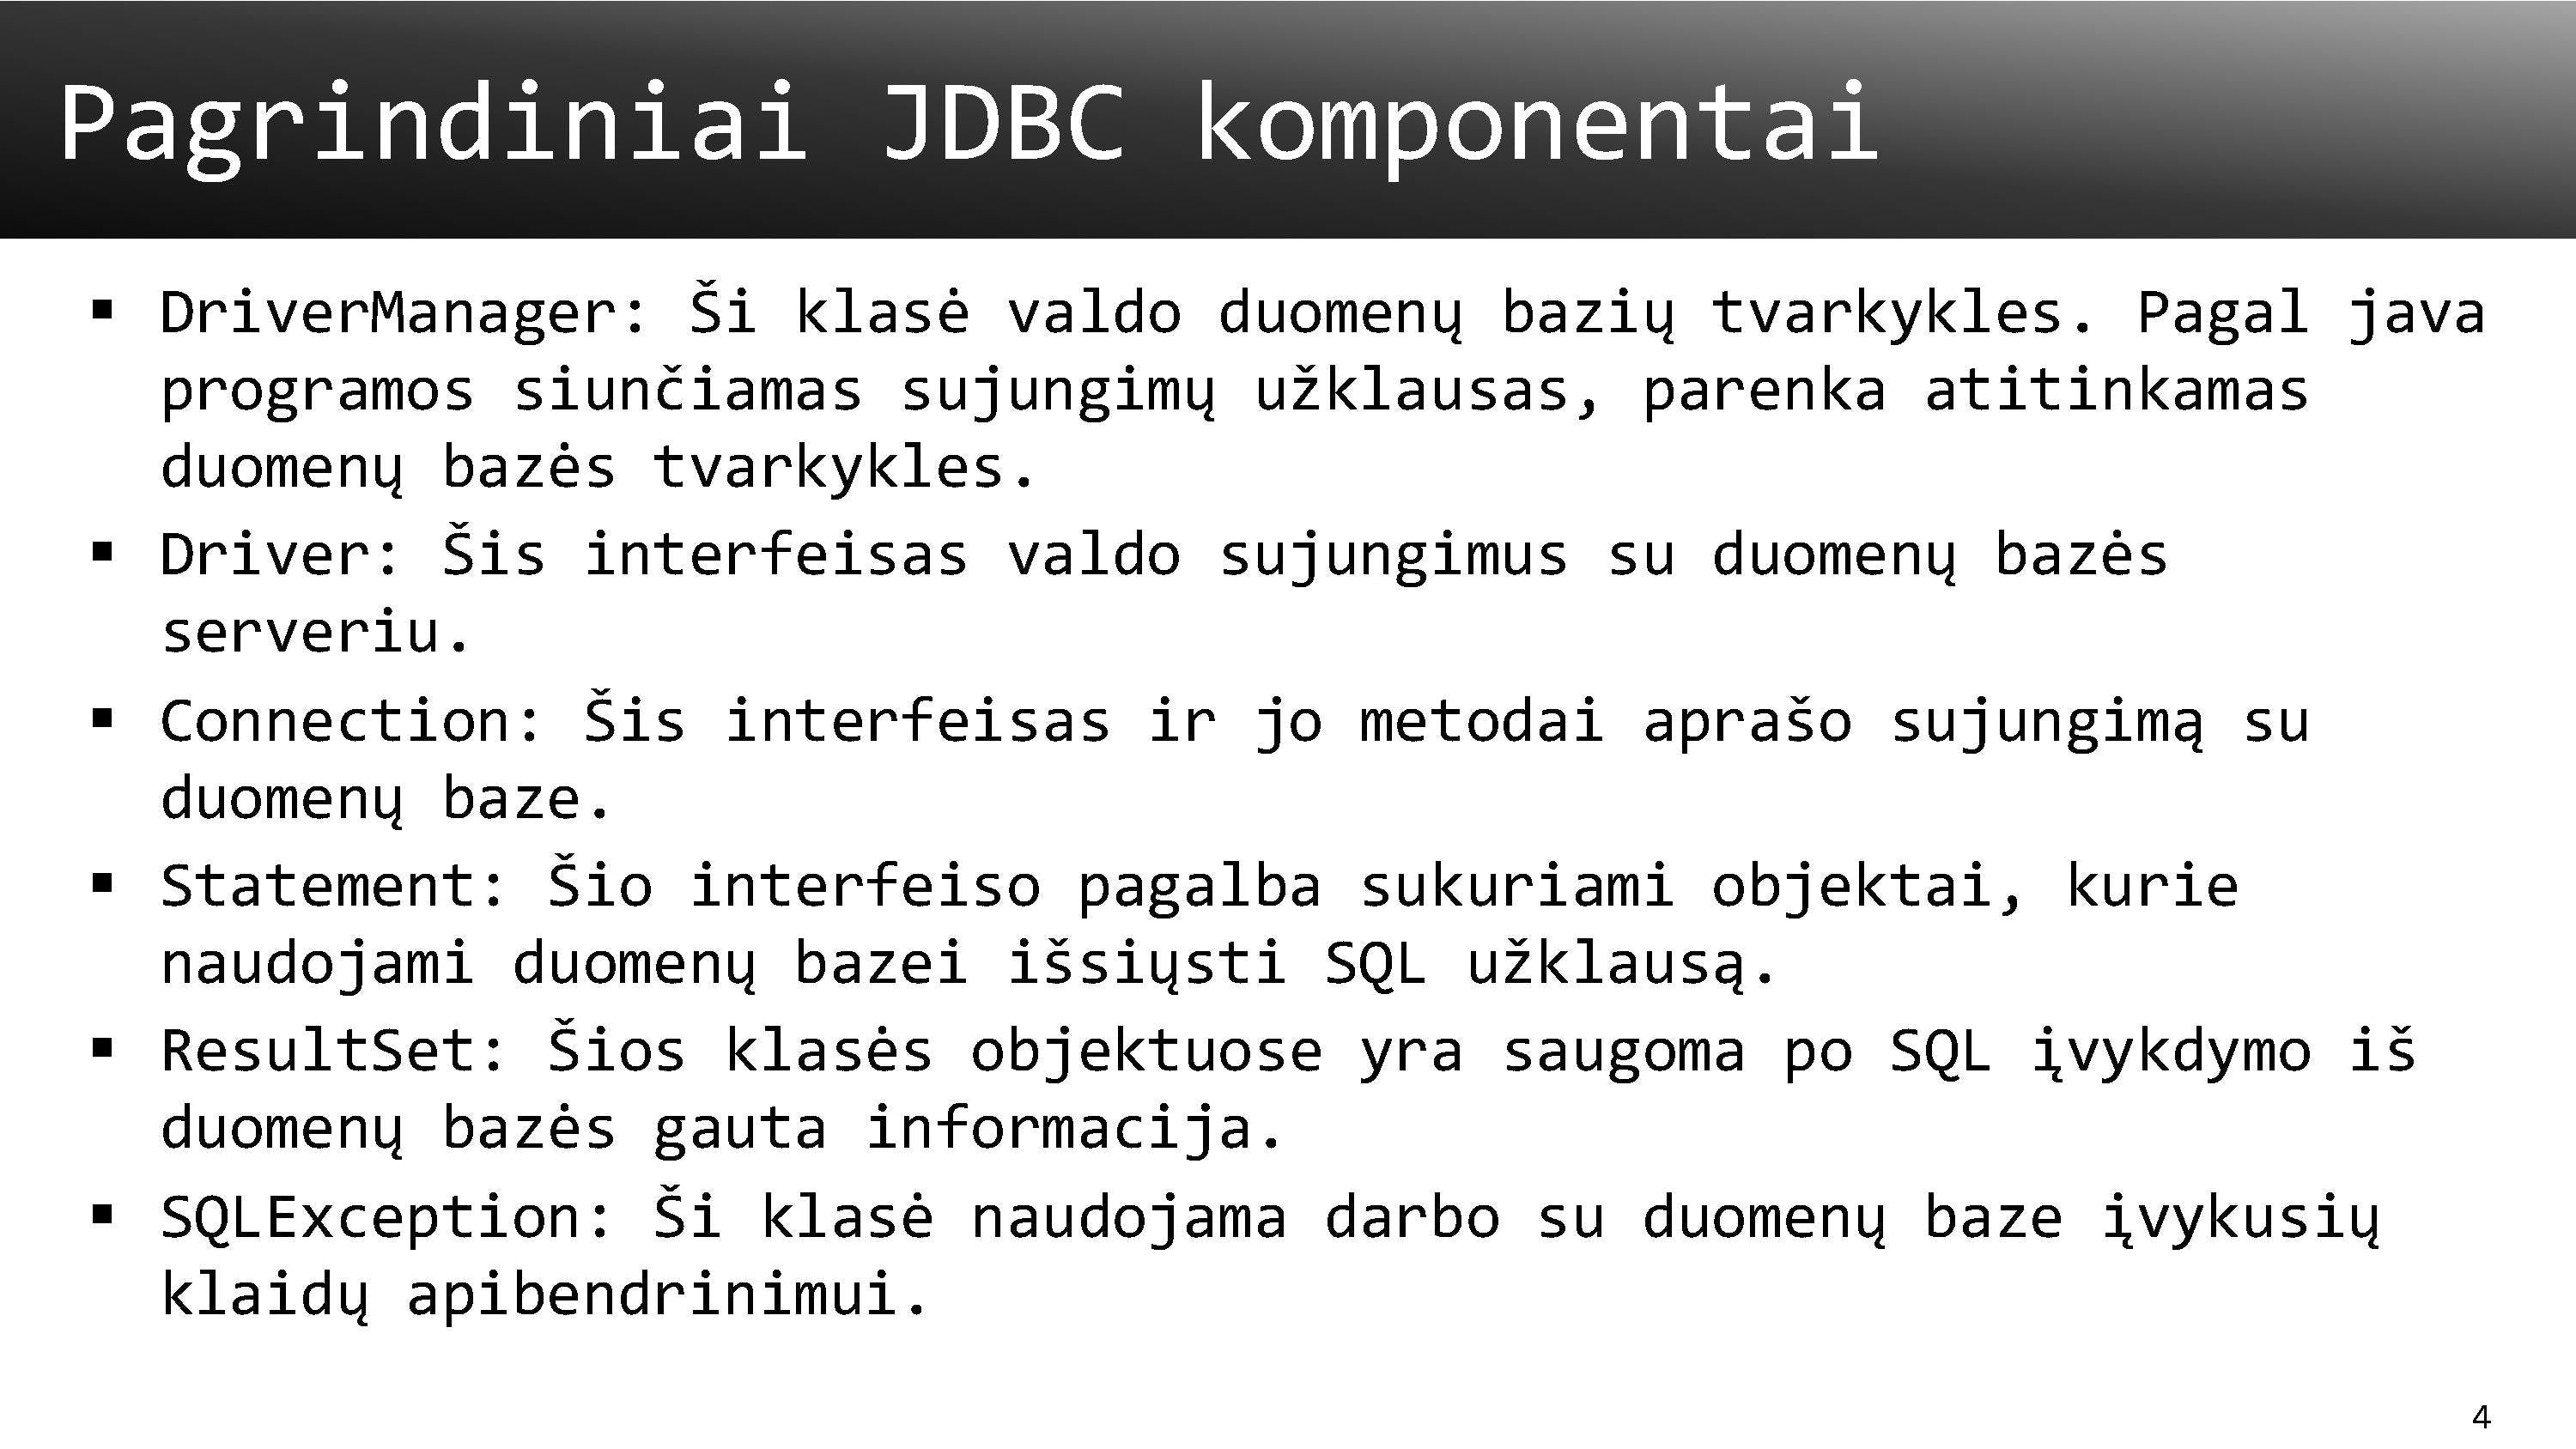 Pagrindiniai JDBC komponentai
▪ DriverManager: Ši klasė valdo duomenų bazių tvarkykles. Pagal java
programos siunčiamas sujungimų užklausas, parenka atitinkamas
duomenų bazės tvarkykles.
▪ Driver: Šis interfeisas valdo sujungimus su duomenų bazės
serveriu.
▪ Connection: Šis interfeisas ir jo metodai aprašo sujungimą su
duomenų baze.
▪ Statement: Šio interfeiso pagalba sukuriami objektai, kurie
naudojami duomenų bazei išsiųsti SQL užklausą.
▪ ResultSet: Šios klasės objektuose yra saugoma po SQL įvykdymo iš
duomenų bazės gauta informacija.
▪ SQLException: Ši klasė naudojama darbo su duomenų baze įvykusių
klaidų apibendrinimui.
4